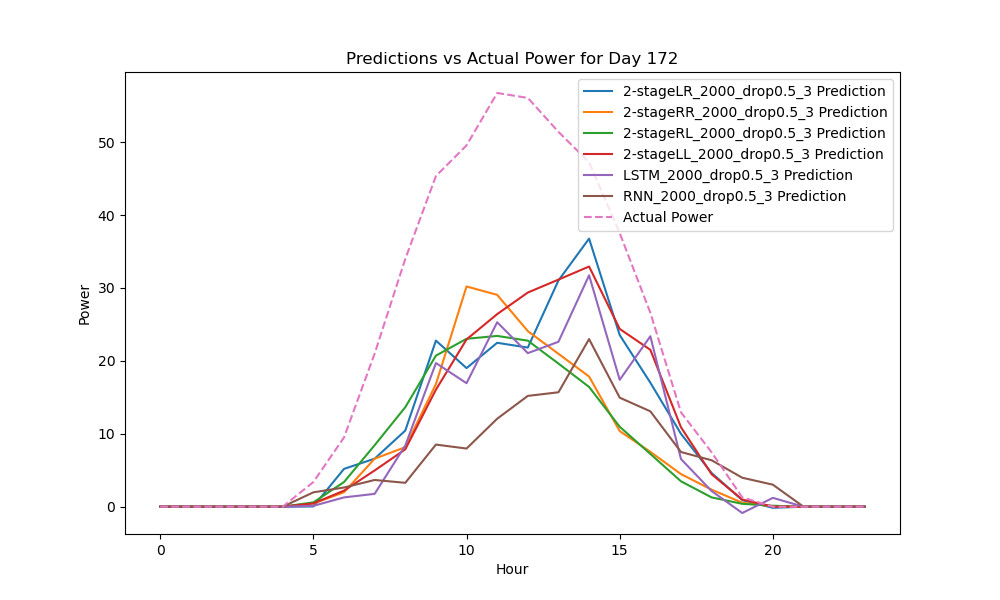 Predictions vs Actual Power for Day 172
2-stageLR_2000_drop0.5_3 Prediction
2-stageRR_2000_drop0.5_3 Prediction
2-stageRL_2000_drop0.5_3 Prediction
2-stageLL_2000_drop0.5_3 Prediction
LSTM_2000_drop0.5_3 Prediction
RNN_2000_drop0.5_3 Prediction
Actual Power
Power
50
40
30
20
10
0
0 5 10 15 20
Hour